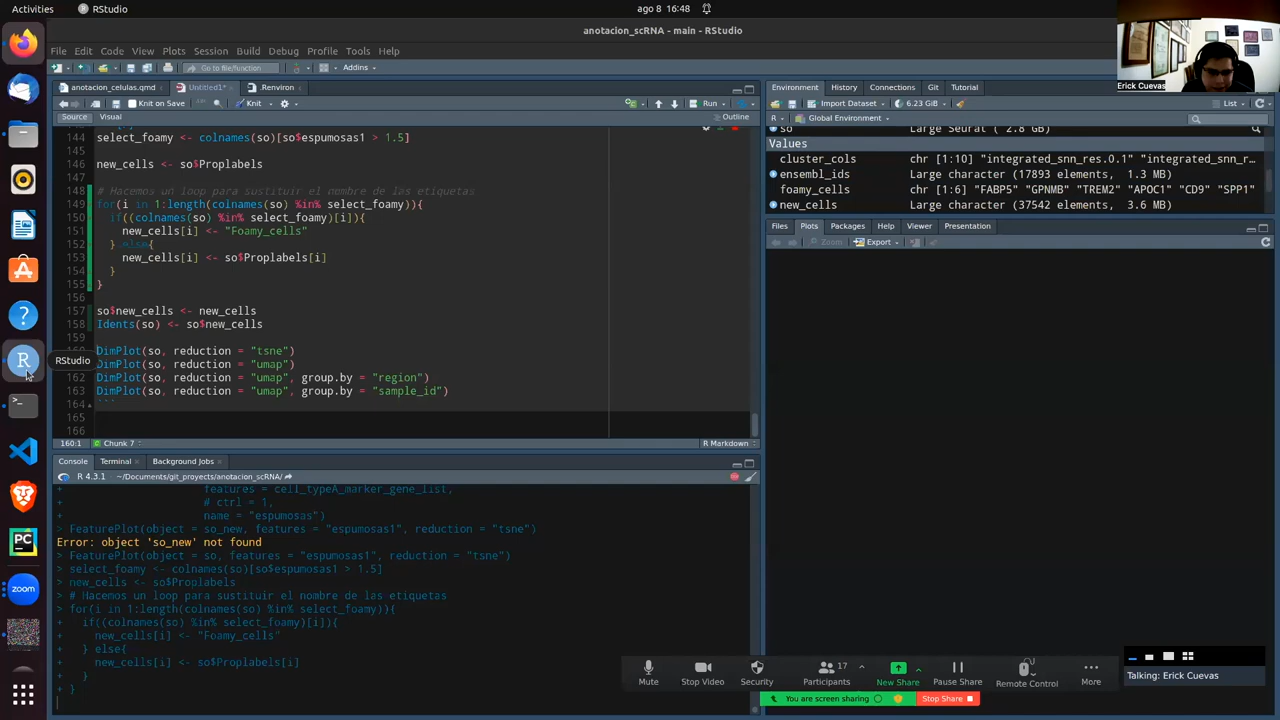 RStudio
ago 8 16:48
anotacion_scRNA - main - RStudio
File Edit Code View Plots Session Build Debug Profile Tools Help
Go to file/function
Addins
anotacion_celulas.qmd
Untitled1*
.Renviron
Knit on Save
Knit
Run
Source Visual
Outline
144 select_foamy <- colnames(so)[so$espumosas1 > 1.5]
145
146 new_cells <- so$Proplabels
147
148 # Hacemos un loop para sustituir el nombre de las etiquetas
149 for(i in 1:length(colnames(so) %in% select_foamy)){
150 if((colnames(so) %in% select_foamy)[i]){
151 new_cells[i] <- "Foamy_cells"
152 } else{
153 new_cells[i] <- so$Proplabels[i]
154 }
155 }
156
157 so$new_cells <- new_cells
158 Idents(so) <- so$new_cells
159
DimPlot(so, reduction = "tsne")
RStudio
DimPlot(so, reduction = "umap")
162 DimPlot(so, reduction = "umap", group.by = "region")
163 DimPlot(so, reduction = "umap", group.by = "sample_id")
164 ```
165
166
160:1 Chunk 7
R Markdown
Console Terminal Background Jobs
R 4.3.1 ~/Documents/git_proyects/anotacion_scRNA/
+ features = cell_typeA_marker_gene_list,
+ # ctrl = 1,
+ name = "espumosas")
> FeaturePlot(object = so_new, features = "espumosas1", reduction = "tsne")
Error: object 'so_new' not found
> FeaturePlot(object = so, features = "espumosas1", reduction = "tsne")
> select_foamy <- colnames(so)[so$espumosas1 > 1.5]
> new_cells <- so$Proplabels
> # Hacemos un loop para sustituir el nombre de las etiquetas
> for(i in 1:length(colnames(so) %in% select_foamy)){
+ if((colnames(so) %in% select_foamy)[i]){
+ new_cells[i] <- "Foamy_cells"
+ } else{
+ new_cells[i] <- so$Proplabels[i]
+ }
+ }
Environment History Connections Git Tutorial
Import Dataset 6.23 GiB List
R Global Environment
so Large Seurat ( 2.8 GB)
Values
cluster_cols chr [1:10] "integrated_snn_res.0.1" "integrated_snn_r...
ensembl_ids Large character (17893 elements, 1.3 MB)
foamy_cells chr [1:6] "FABP5" "GPNMB" "TREM2" "APOC1" "CD9" "SPP1"
new_cells Large character (37542 elements, 3.6 MB)
Files Plots Packages Help Viewer Presentation
Zoom Export
Erick Cuevas
Mute
Stop Video
Security
17
Participants
New Share
Pause Share
Remote Control
More
You are screen sharing
Stop Share
Talking: Erick Cuevas
zoom
PC